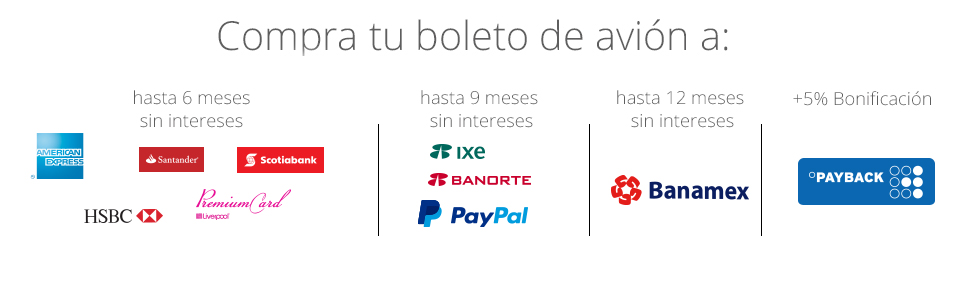 Compra tu boleto de avión a:
hasta 6 meses
sin intereses
AMERICAN
EXPRESS
®
Santander
Scotiabank
HSBC
PremiumCard
Liverpool
hasta 9 meses
sin intereses
IXe
BANORTE
PayPal
hasta 12 meses
sin intereses
Banamex
+5% Bonificación
PAYBACK